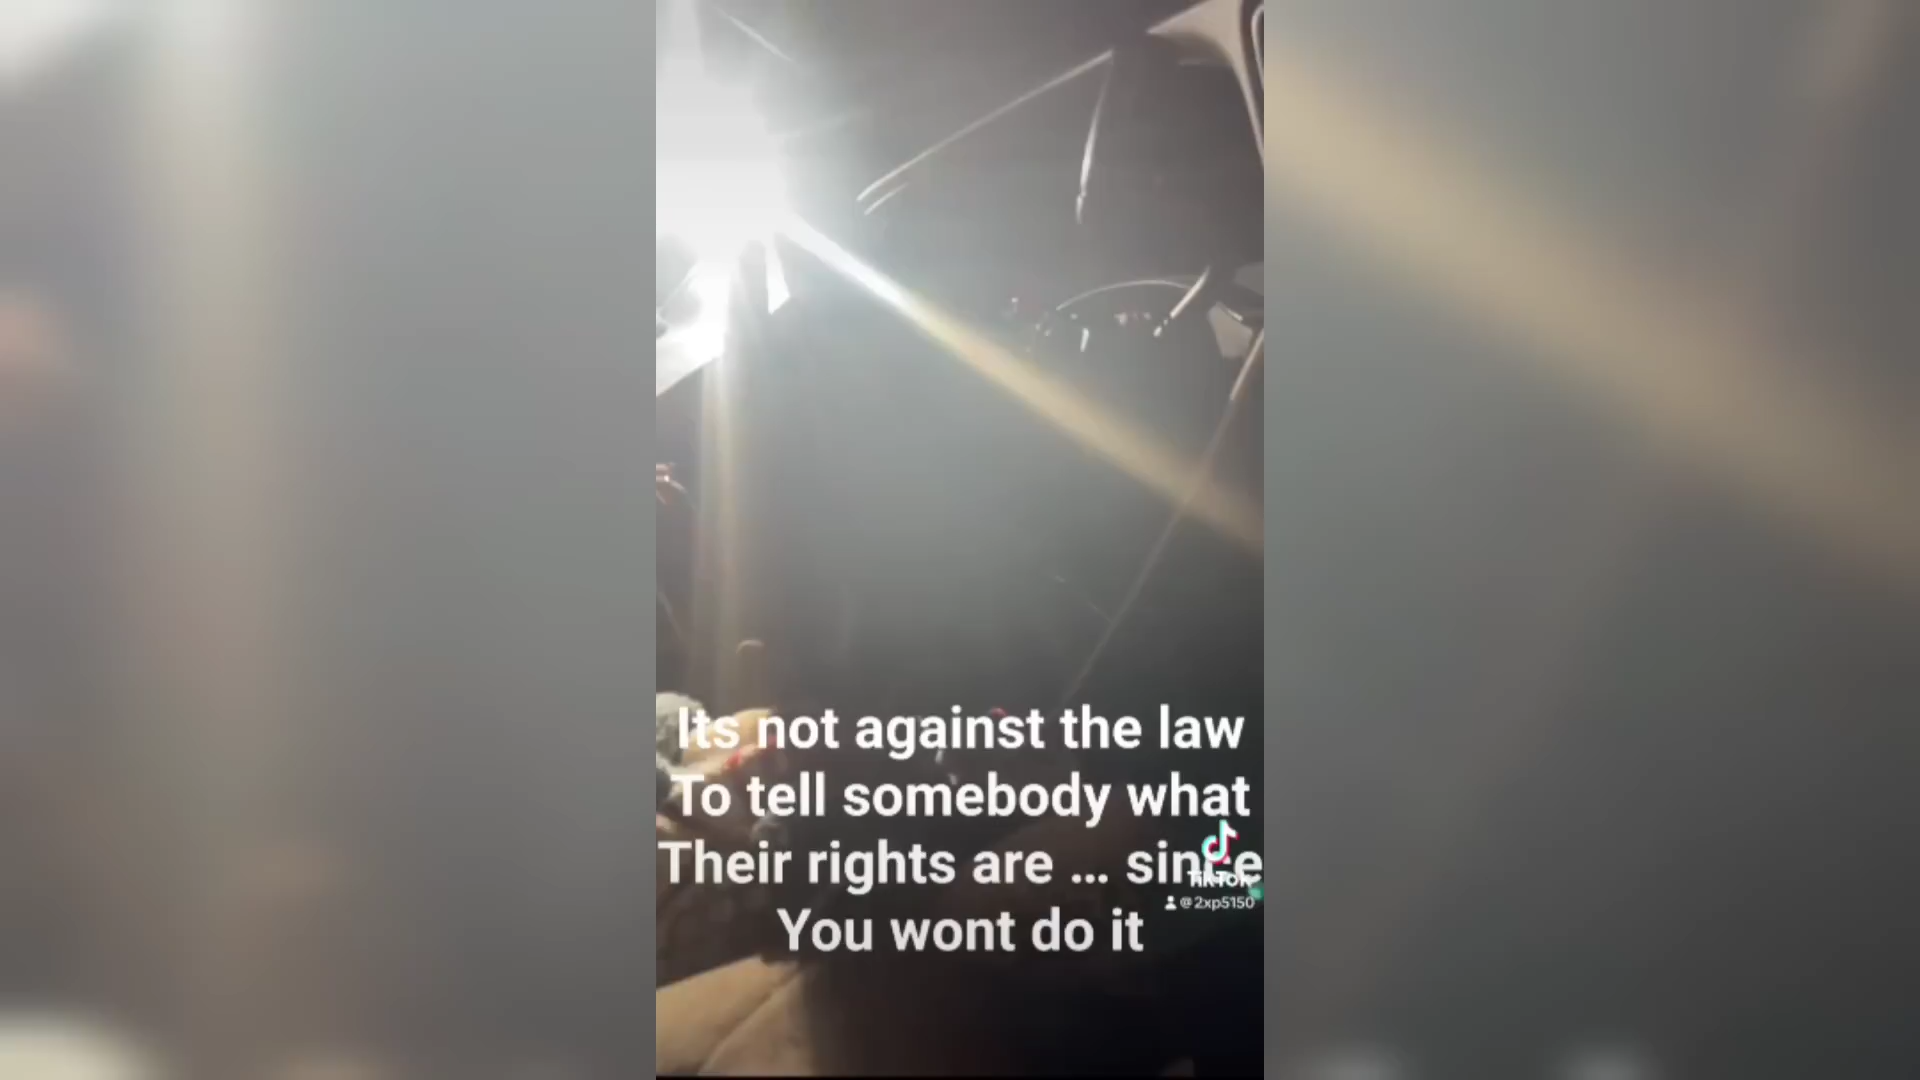 Its not against the law
To tell somebody what
Their rights are ... since
You wont do it
TikTok
@2xp5150